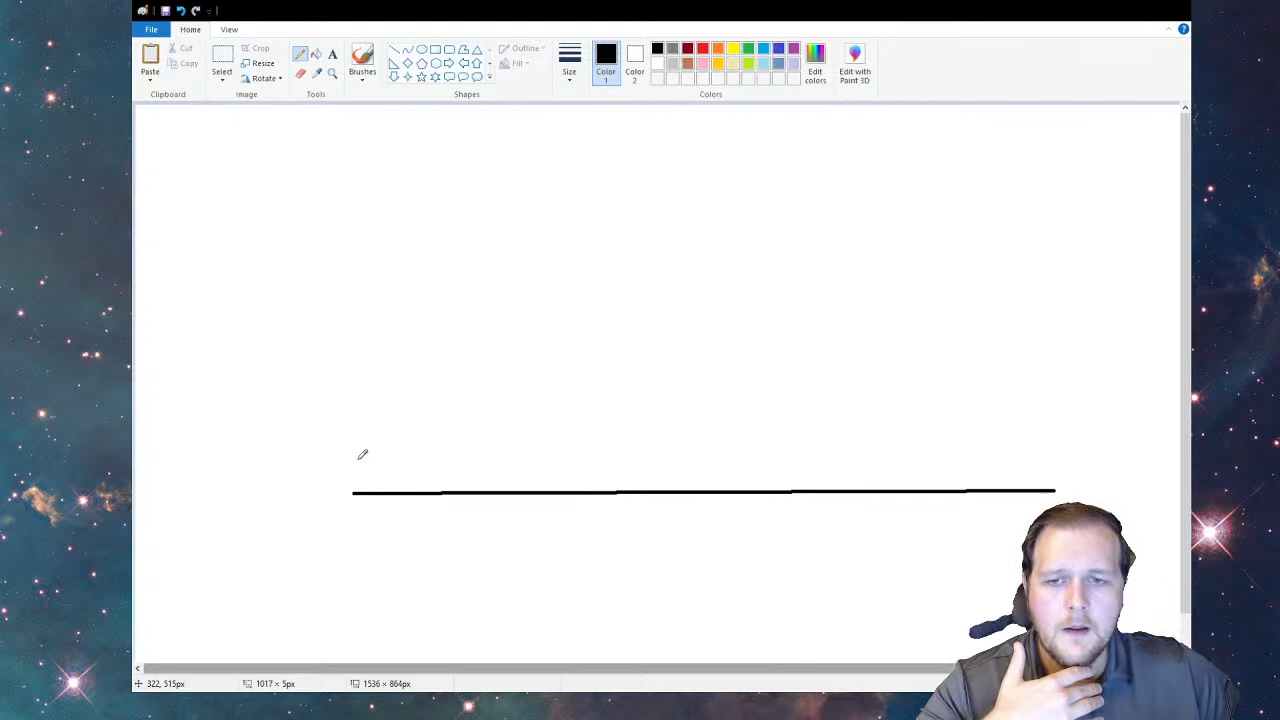 File Home View
Paste Cut Copy Select Crop Resize Rotate Brushes Outline Fill Size Color 1 Color 2 Edit colors Edit with Paint 3D
Clipboard Image Tools Shapes Colors
322, 515px 1017 × 5px 1536 × 864px